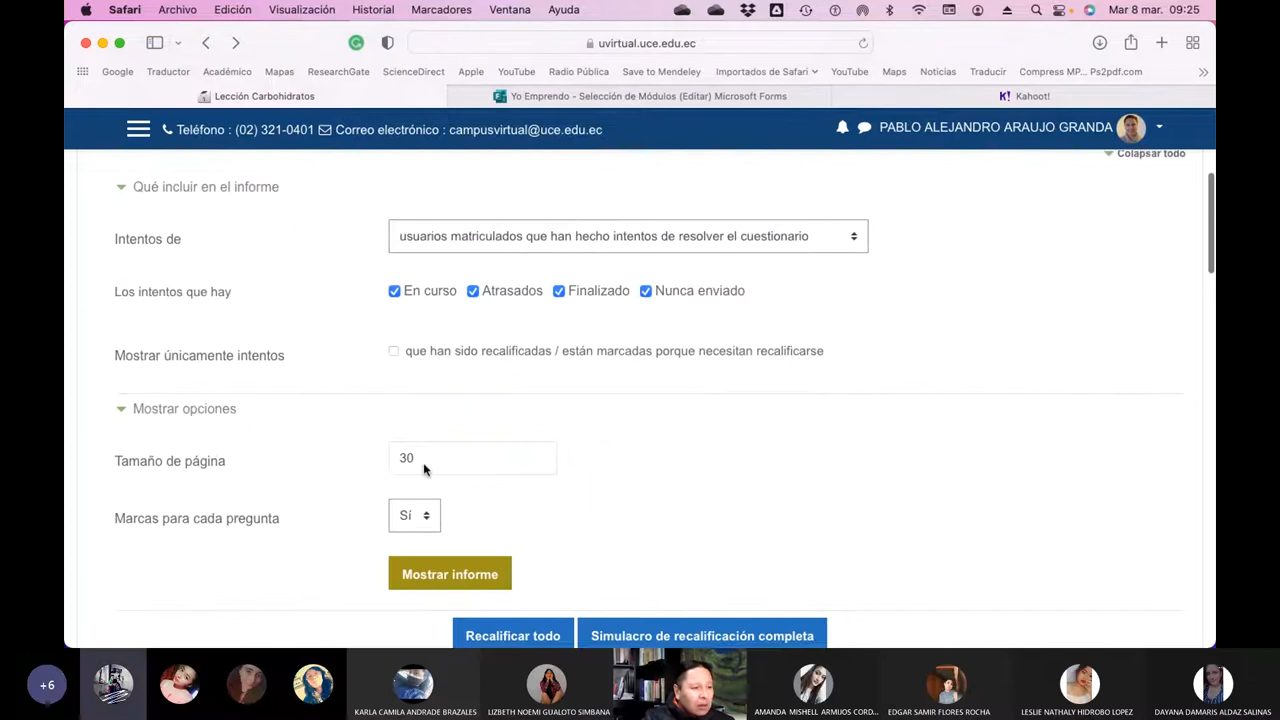 Safari Archivo Edición Visualización Historial Marcadores Ventana Ayuda Mar 8 mar. 09:25
uvirtual.uce.edu.ec
Google Traductor Académico Mapas ResearchGate ScienceDirect Apple YouTube Radio Pública Save to Mendeley Importados de Safari YouTube Maps Noticias Traducir Compress MP... Ps2pdf.com
Lección Carbohidratos Yo Emprendo - Selección de Módulos (Editar) Microsoft Forms K! Kahoot!
Teléfono : (02) 321-0401 Correo electrónico : campusvirtual@uce.edu.ec PABLO ALEJANDRO ARAUJO GRANDA
Colapsar todo
Qué incluir en el informe
Intentos de usuarios matriculados que han hecho intentos de resolver el cuestionario
Los intentos que hay En curso Atrasados Finalizado Nunca enviado
Mostrar únicamente intentos que han sido recalificadas / están marcadas porque necesitan recalificarse
Mostrar opciones
Tamaño de página 30
Marcas para cada pregunta Sí
Mostrar informe
Recalificar todo Simulacro de recalificación completa
+6
KARLA CAMILA ANDRADE BRAZALES LIZBETH NOEMI GUALOTO SIMBANA AMANDA MISHELL ARMIJOS CORD... EDGAR SAMIR FLORES ROCHA LESLIE NATHALY HIDROBO LOPEZ DAYANA DAMARIS ALDAZ SALINAS